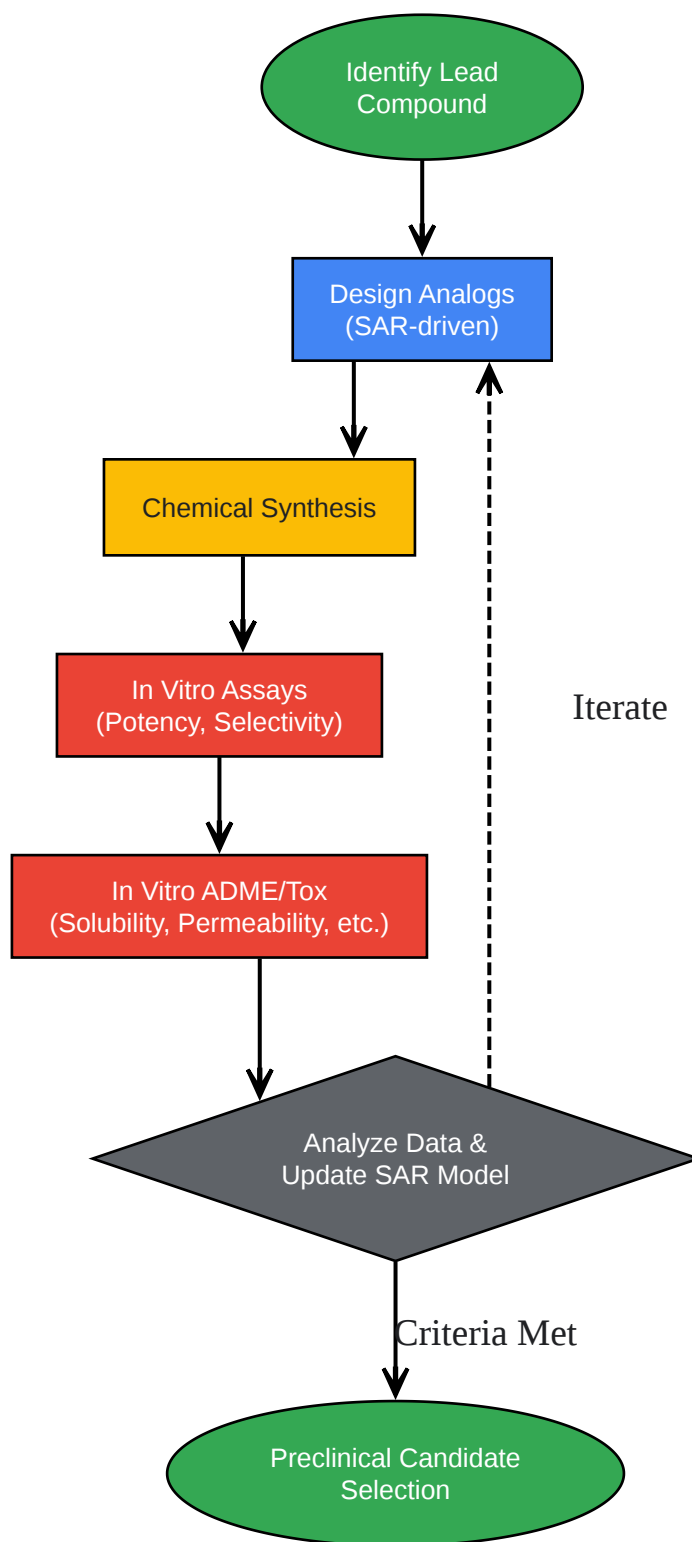 Identify Lead
Compound
Design Analogs
(SAR-driven)
Chemical Synthesis
In Vitro Assays
(Potency, Selectivity)
Iterate
In Vitro ADME/Tox
(Solubility, Permeability, etc.)
Analyze Data &
Update SAR Model
Criteria Met
Preclinical Candidate
Selection